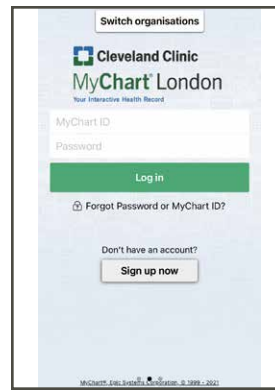 Switch organisations
Cleveland Clinic
MyChart® London
Your Interactive Health Record
MyChart ID
Password
Log in
Forgot Password or MyChart ID?
Don't have an account?
Sign up now
MyChart®, Epic Systems Corporation, © 1999 - 2021